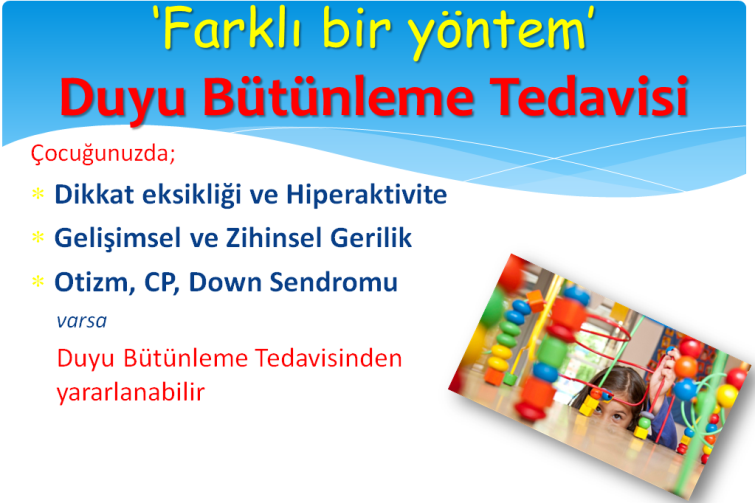 ‘Farklı bir yöntem’
Duyu Bütünleme Tedavisi
Çocuğunuzda;
* Dikkat eksikliği ve Hiperaktivite
* Gelişimsel ve Zihinsel Gerilik
* Otizm, CP, Down Sendromu
varsa
Duyu Bütünleme Tedavisinden
yararlanabilir